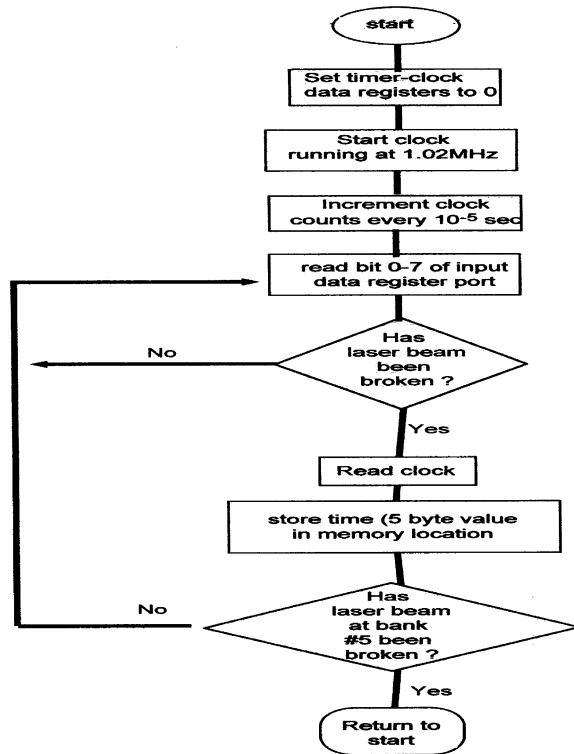 start
Set timer-clock
data registers to 0
Start clock
running at 1.02MHz
Increment clock
counts every 10⁻⁵ sec
read bit 0-7 of input
data register port
Has
laser beam
been
broken ?
No
Yes
Read clock
store time (5 byte value
in memory location
Has
laser beam
at bank
#5 been
broken ?
No
Yes
Return to
start